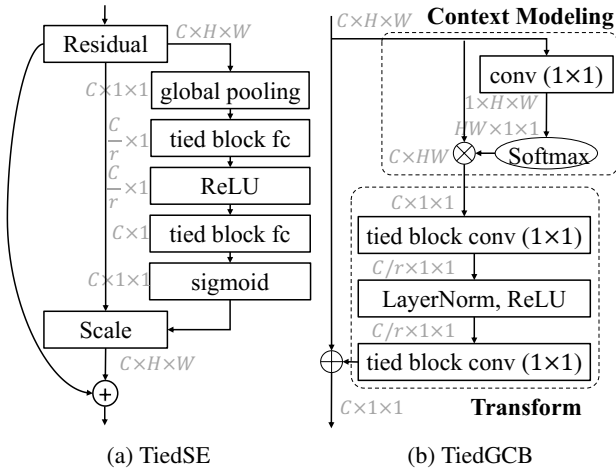 Residual
C×H×W
C×1×1
global pooling
C/r×1
tied block fc
C/r×1
ReLU
C×1
tied block fc
C×1×1
sigmoid
Scale
C×H×W
+
(a) TiedSE
C×H×W
Context Modeling
conv (1×1)
1×H×W
HW×1×1
C×HW
Softmax
C×1×1
tied block conv (1×1)
C/r×1×1
LayerNorm, ReLU
C/r×1×1
tied block conv (1×1)
C×1×1
Transform
(b) TiedGCB